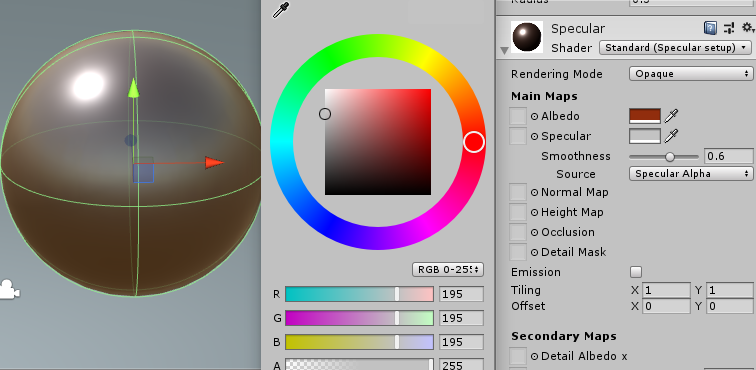 Radius 0.5
Specular
Shader Standard (Specular setup)
Rendering Mode Opaque
Main Maps
Albedo
Specular
Smoothness 0.6
Source Specular Alpha
Normal Map
Height Map
Occlusion
Detail Mask
Emission
Tiling X 1 Y 1
Offset X 0 Y 0
Secondary Maps
Detail Albedo x
RGB 0-255
R 195
G 195
B 195
A 255